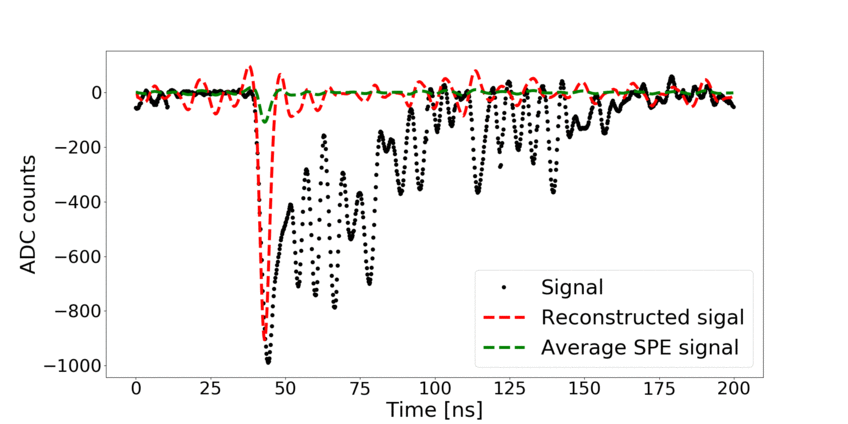 0
−200
−400
−600
−800
−1000
ADC counts
Signal
Reconstructed sigal
Average SPE signal
0 25 50 75 100 125 150 175 200
Time [ns]